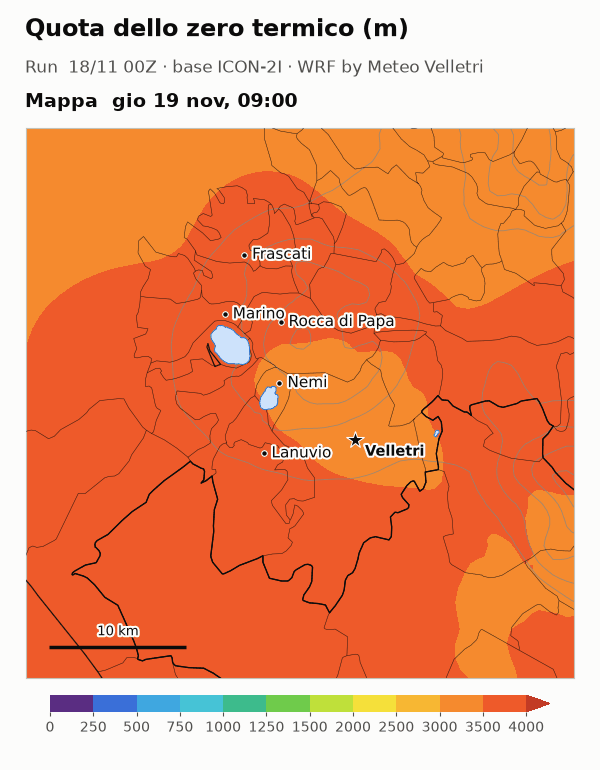 Quota dello zero termico (m)
Run  18/11 00Z · base ICON-2I · WRF by Meteo Velletri
Mappa  gio 19 nov, 09:00
Frascati
Marino
Rocca di Papa
Nemi
Velletri
Lanuvio
10 km
0 250 500 750 1000 1250 1500 2000 2500 3000 3500 4000